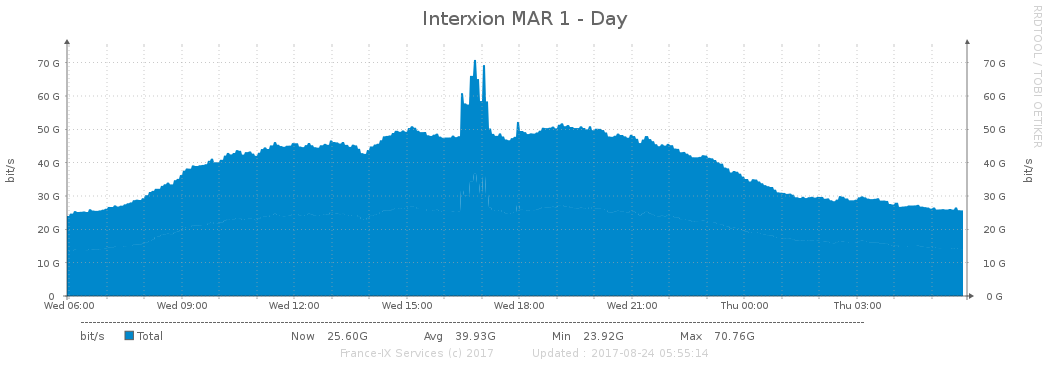 Interxion MAR 1 - Day
RRDTOOL / TOBI OETIKER
bit/s
70 G 70 G
60 G 60 G
50 G 50 G
40 G 40 G
30 G 30 G
20 G 20 G
10 G 10 G
0 0 G
bit/s
Wed 06:00 Wed 09:00 Wed 12:00 Wed 15:00 Wed 18:00 Wed 21:00 Thu 00:00 Thu 03:00
bit/s Total Now 25.60G Avg 39.93G Min 23.92G Max 70.76G
France-IX Services (c) 2017 Updated : 2017-08-24 05:55:14